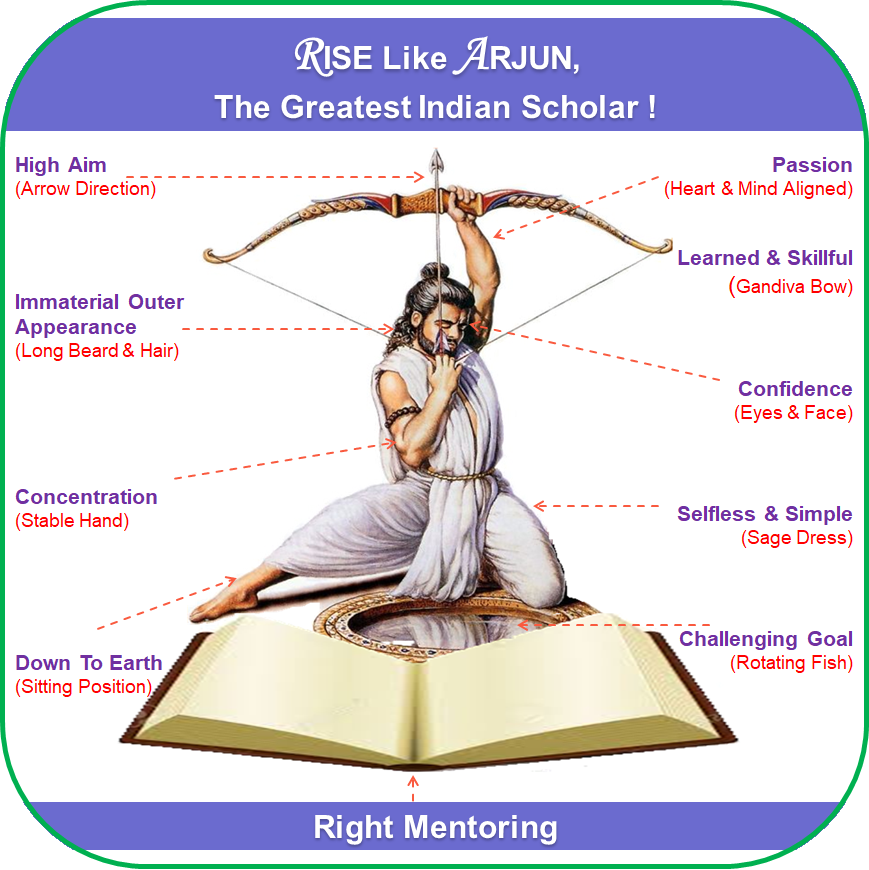 RISE Like ARJUN,
The Greatest Indian Scholar !
High Aim
(Arrow Direction)
Passion
(Heart & Mind Aligned)
Learned & Skillful
(Gandiva Bow)
Immaterial Outer
Appearance
(Long Beard & Hair)
Confidence
(Eyes & Face)
Concentration
(Stable Hand)
Selfless & Simple
(Sage Dress)
Challenging Goal
(Rotating Fish)
Down To Earth
(Sitting Position)
Right Mentoring